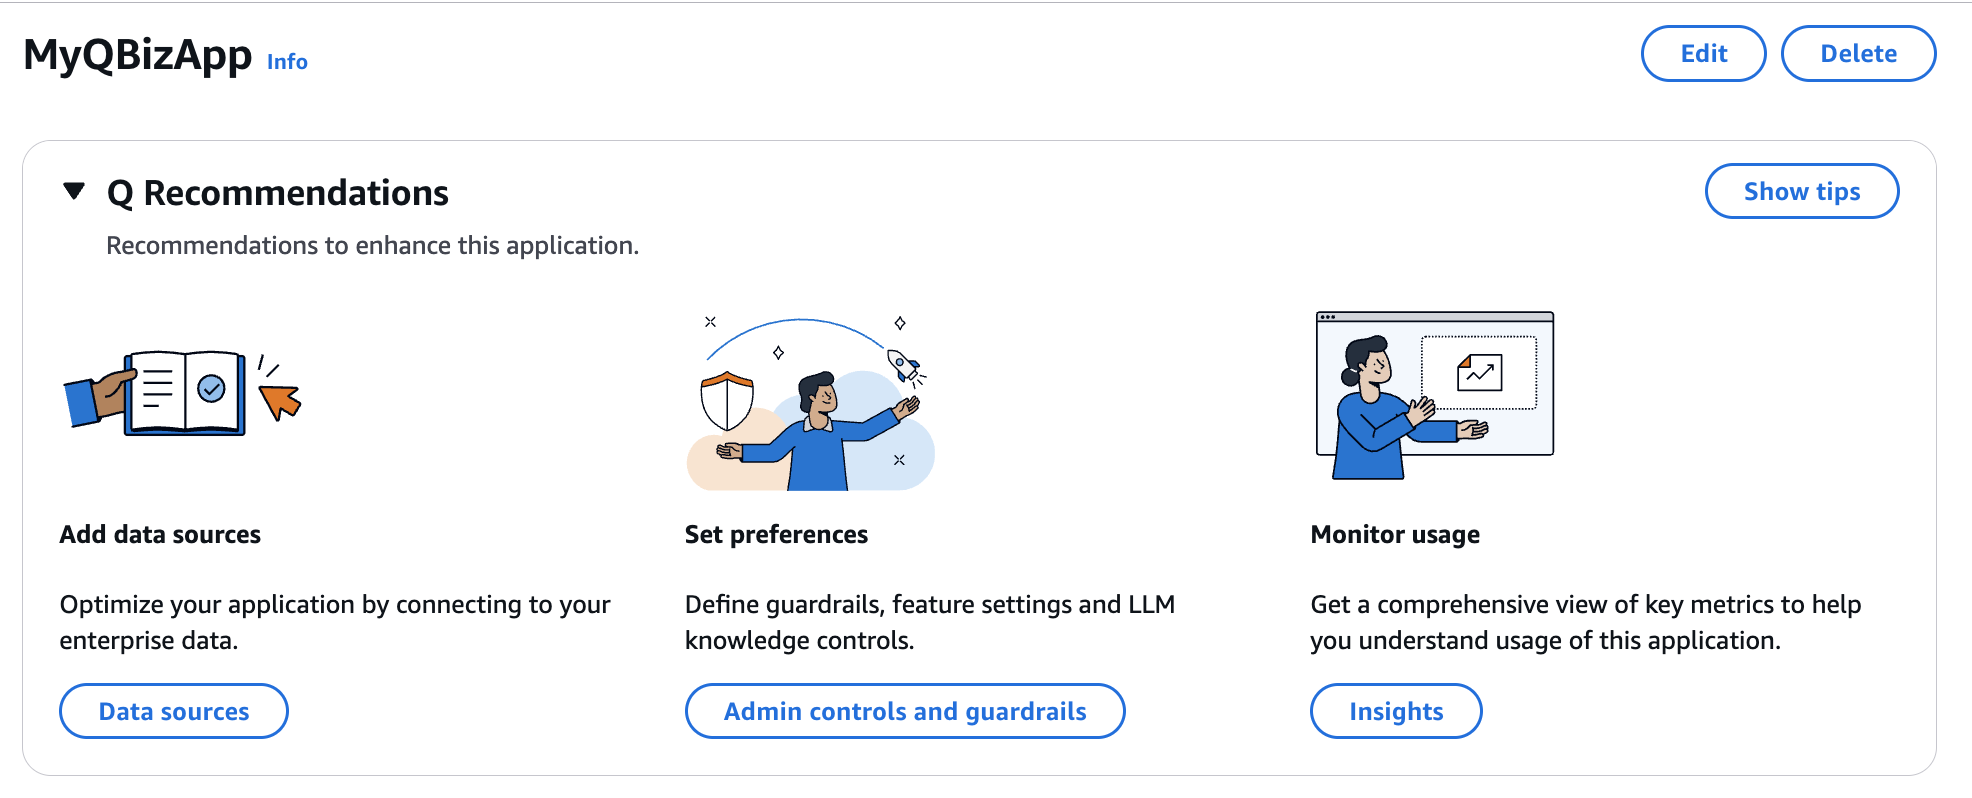 MyQBizApp Info
Edit
Delete
Q Recommendations
Show tips
Recommendations to enhance this application.
Add data sources
Optimize your application by connecting to your
enterprise data.
Data sources
Set preferences
Define guardrails, feature settings and LLM
knowledge controls.
Admin controls and guardrails
Monitor usage
Get a comprehensive view of key metrics to help
you understand usage of this application.
Insights